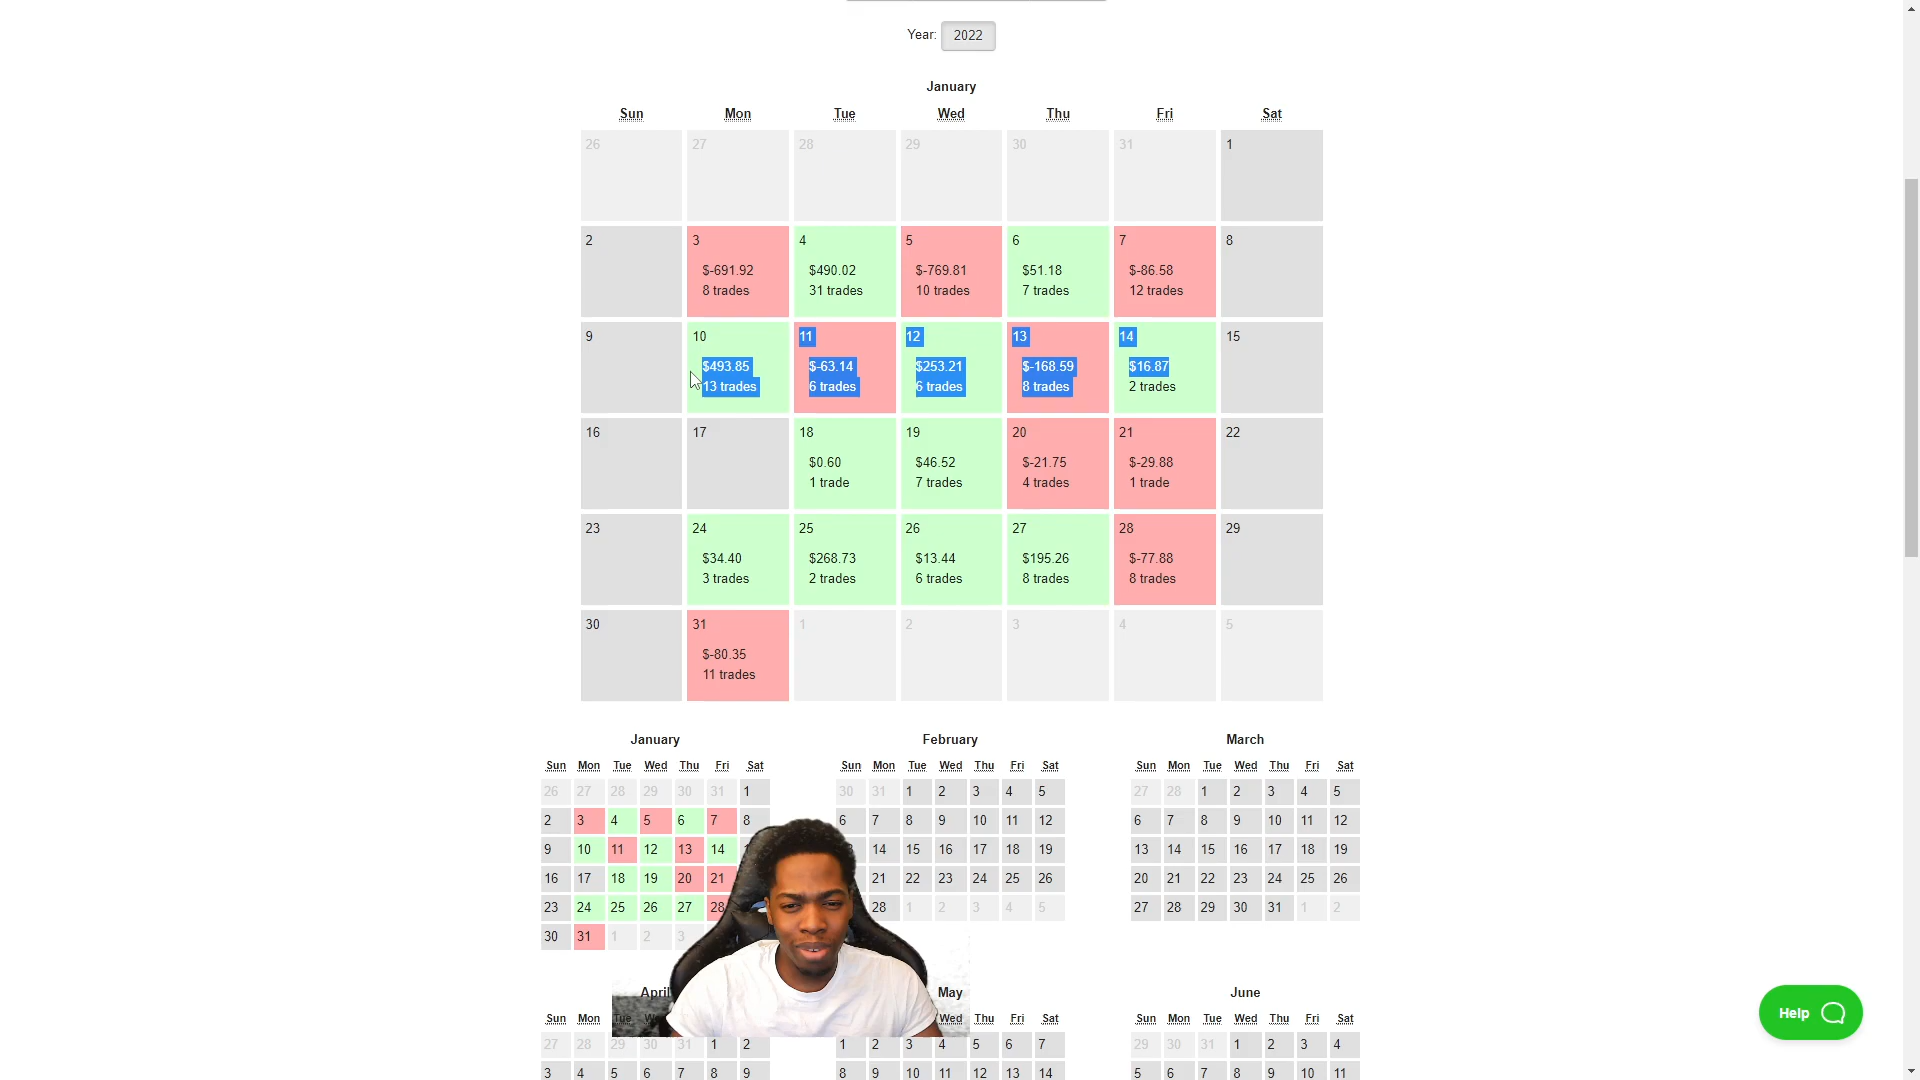 Year: 2022
January
Sun Mon Tue Wed Thu Fri Sat
26 27 28 29 30 31 1
2 3 4 5 6 7 8
$-691.92 $490.02 $-769.81 $51.18 $-86.58
8 trades 31 trades 10 trades 7 trades 12 trades
9 10 11 12 13 14 15
$493.85 $-63.14 $253.21 $-168.59 $16.87
13 trades 6 trades 6 trades 8 trades 2 trades
16 17 18 19 20 21 22
$0.60 $46.52 $-21.75 $-29.88
1 trade 7 trades 4 trades 1 trade
23 24 25 26 27 28 29
$34.40 $268.73 $13.44 $195.26 $-77.88
3 trades 2 trades 6 trades 8 trades 8 trades
30 31 1 2 3 4 5
$-80.35
11 trades
January February March
Sun Mon Tue Wed Thu Fri Sat Sun Mon Tue Wed Thu Fri Sat Sun Mon Tue Wed Thu Fri Sat
26 27 28 29 30 31 1 30 31 1 2 3 4 5 27 28 1 2 3 4 5
2 3 4 5 6 7 8 6 7 8 9 10 11 12 6 7 8 9 10 11 12
9 10 11 12 13 14 14 15 16 17 18 19 13 14 15 16 17 18 19
16 17 18 19 20 21 21 22 23 24 25 26 20 21 22 23 24 25 26
23 24 25 26 27 28 28 1 2 3 4 5 27 28 29 30 31 1 2
30 31 1 2 3
April May June
Sun Mon Tue Wed Thu Fri Sat Sun Mon Tue Wed Thu Fri Sat
27 28 29 30 31 1 2 1 2 3 4 5 6 7 29 30 31 1 2 3 4
3 4 5 6 7 8 9 8 9 10 11 12 13 14 5 6 7 8 9 10 11
Help